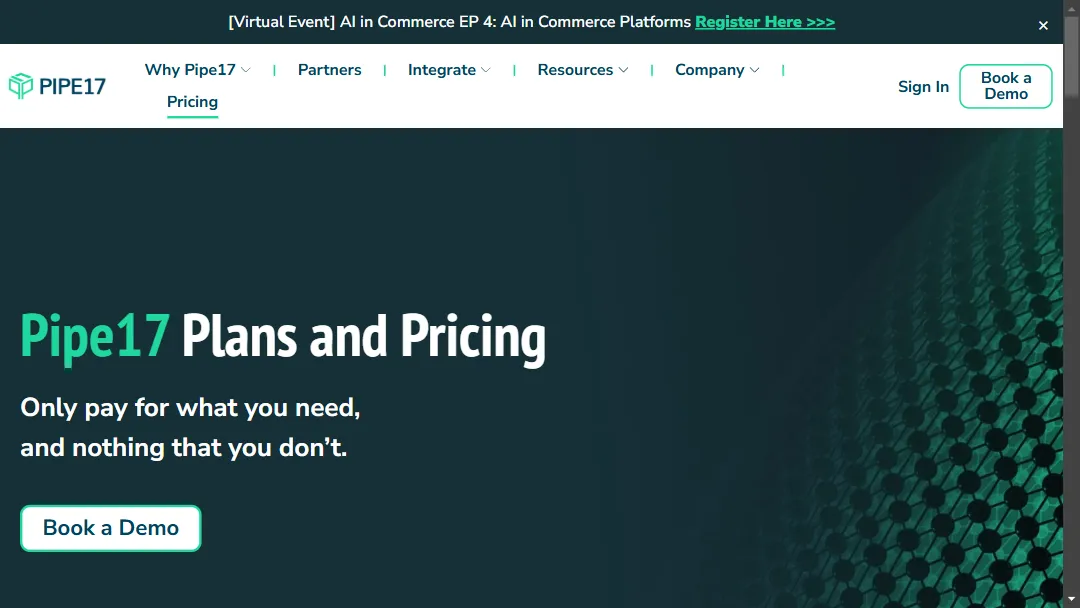 [Virtual Event] AI in Commerce EP 4: AI in Commerce Platforms Register Here >>>
×
PIPE17
Why Pipe17 | Partners | Integrate | Resources | Company |
Pricing
Sign In
Book a
Demo
Pipe17 Plans and Pricing
Only pay for what you need,
and nothing that you don’t.
Book a Demo